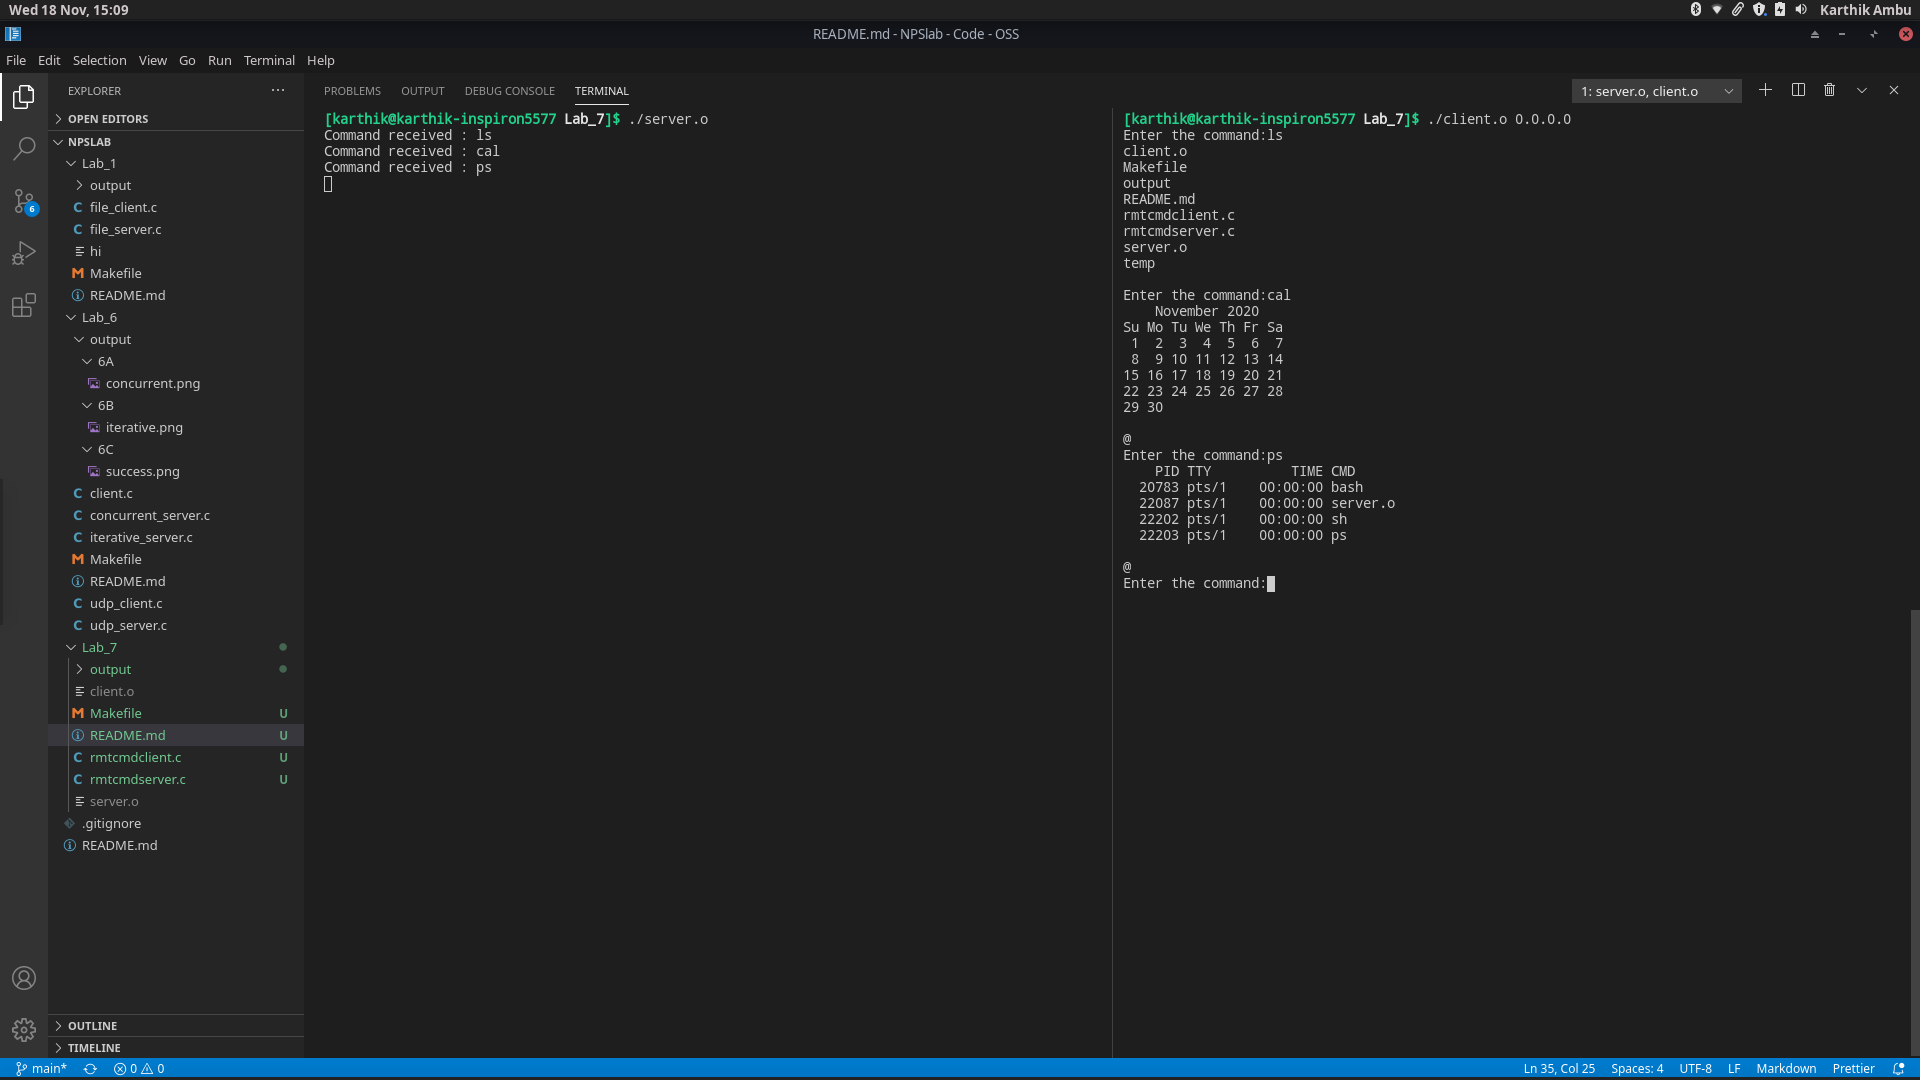 Wed 18 Nov, 15:09
Karthik Ambu
README.md - NPSlab - Code - OSS
File Edit Selection View Go Run Terminal Help
EXPLORER
OPEN EDITORS
NPSLAB
Lab_1
output
file_client.c
file_server.c
hi
Makefile
README.md
Lab_6
output
6A
concurrent.png
6B
iterative.png
6C
success.png
client.c
concurrent_server.c
iterative_server.c
Makefile
README.md
udp_client.c
udp_server.c
Lab_7
output
client.o
Makefile U
README.md U
rmtcmdclient.c U
rmtcmdserver.c U
server.o
.gitignore
README.md
OUTLINE
TIMELINE
6
PROBLEMS OUTPUT DEBUG CONSOLE TERMINAL
1: server.o, client.o
[karthik@karthik-inspiron5577 Lab_7]$ ./server.o
Command received : ls
Command received : cal
Command received : ps
[karthik@karthik-inspiron5577 Lab_7]$ ./client.o 0.0.0.0
Enter the command:ls
client.o
Makefile
output
README.md
rmtcmdclient.c
rmtcmdserver.c
server.o
temp
Enter the command:cal
November 2020
Su Mo Tu We Th Fr Sa
1 2 3 4 5 6 7
8 9 10 11 12 13 14
15 16 17 18 19 20 21
22 23 24 25 26 27 28
29 30
@
Enter the command:ps
PID TTY TIME CMD
20783 pts/1 00:00:00 bash
22087 pts/1 00:00:00 server.o
22202 pts/1 00:00:00 sh
22203 pts/1 00:00:00 ps
@
Enter the command:
main* 0 0
Ln 35, Col 25 Spaces: 4 UTF-8 LF Markdown Prettier